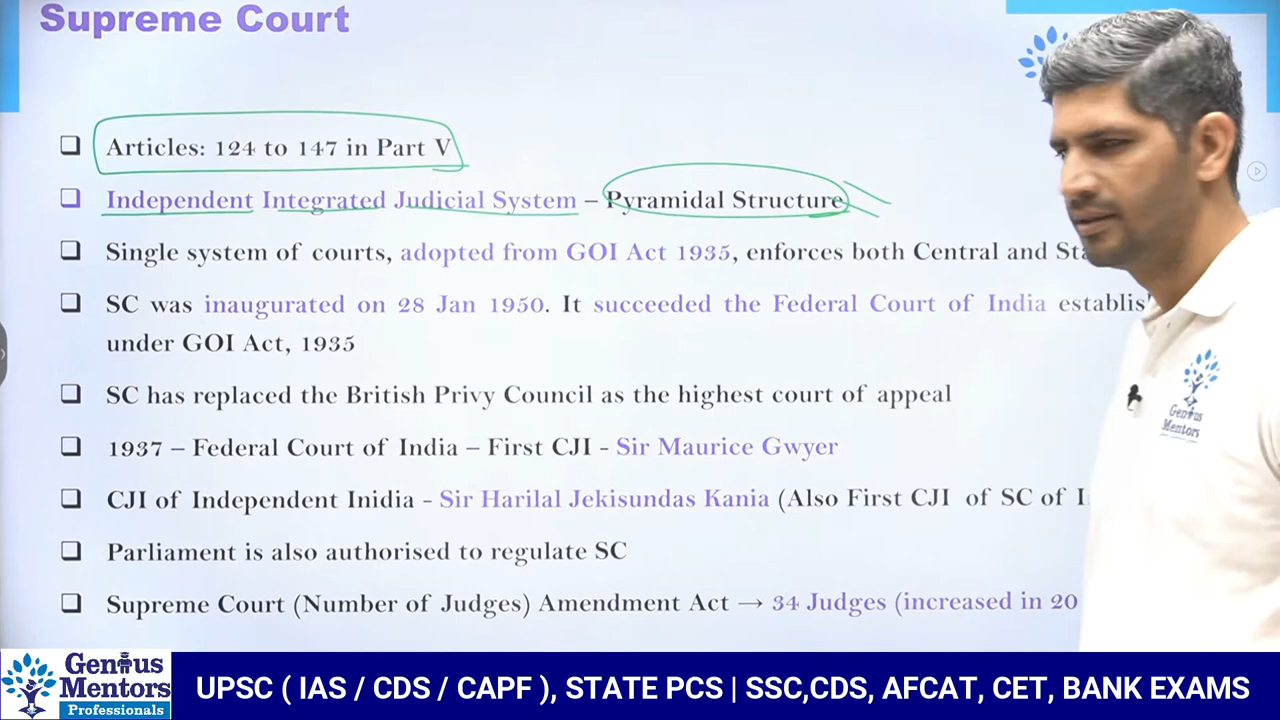 Supreme Court
Articles: 124 to 147 in Part V
Independent Integrated Judicial System – Pyramidal Structure
Single system of courts, adopted from GOI Act 1935, enforces both Central and
SC was inaugurated on 28 Jan 1950. It succeeded the Federal Court of India
under GOI Act, 1935
SC has replaced the British Privy Council as the highest court of appeal
1937 – Federal Court of India – First CJI - Sir Maurice Gwyer
CJI of Independent Inidia - Sir Harilal Jekisundas Kania (Also First CJI of SC of
Parliament is also authorised to regulate SC
Supreme Court (Number of Judges) Amendment Act → 34 Judges (increased in 20
Genius
Mentors
Genius
Mentors
Professionals
UPSC ( IAS / CDS / CAPF ), STATE PCS | SSC,CDS, AFCAT, CET, BANK EXAMS